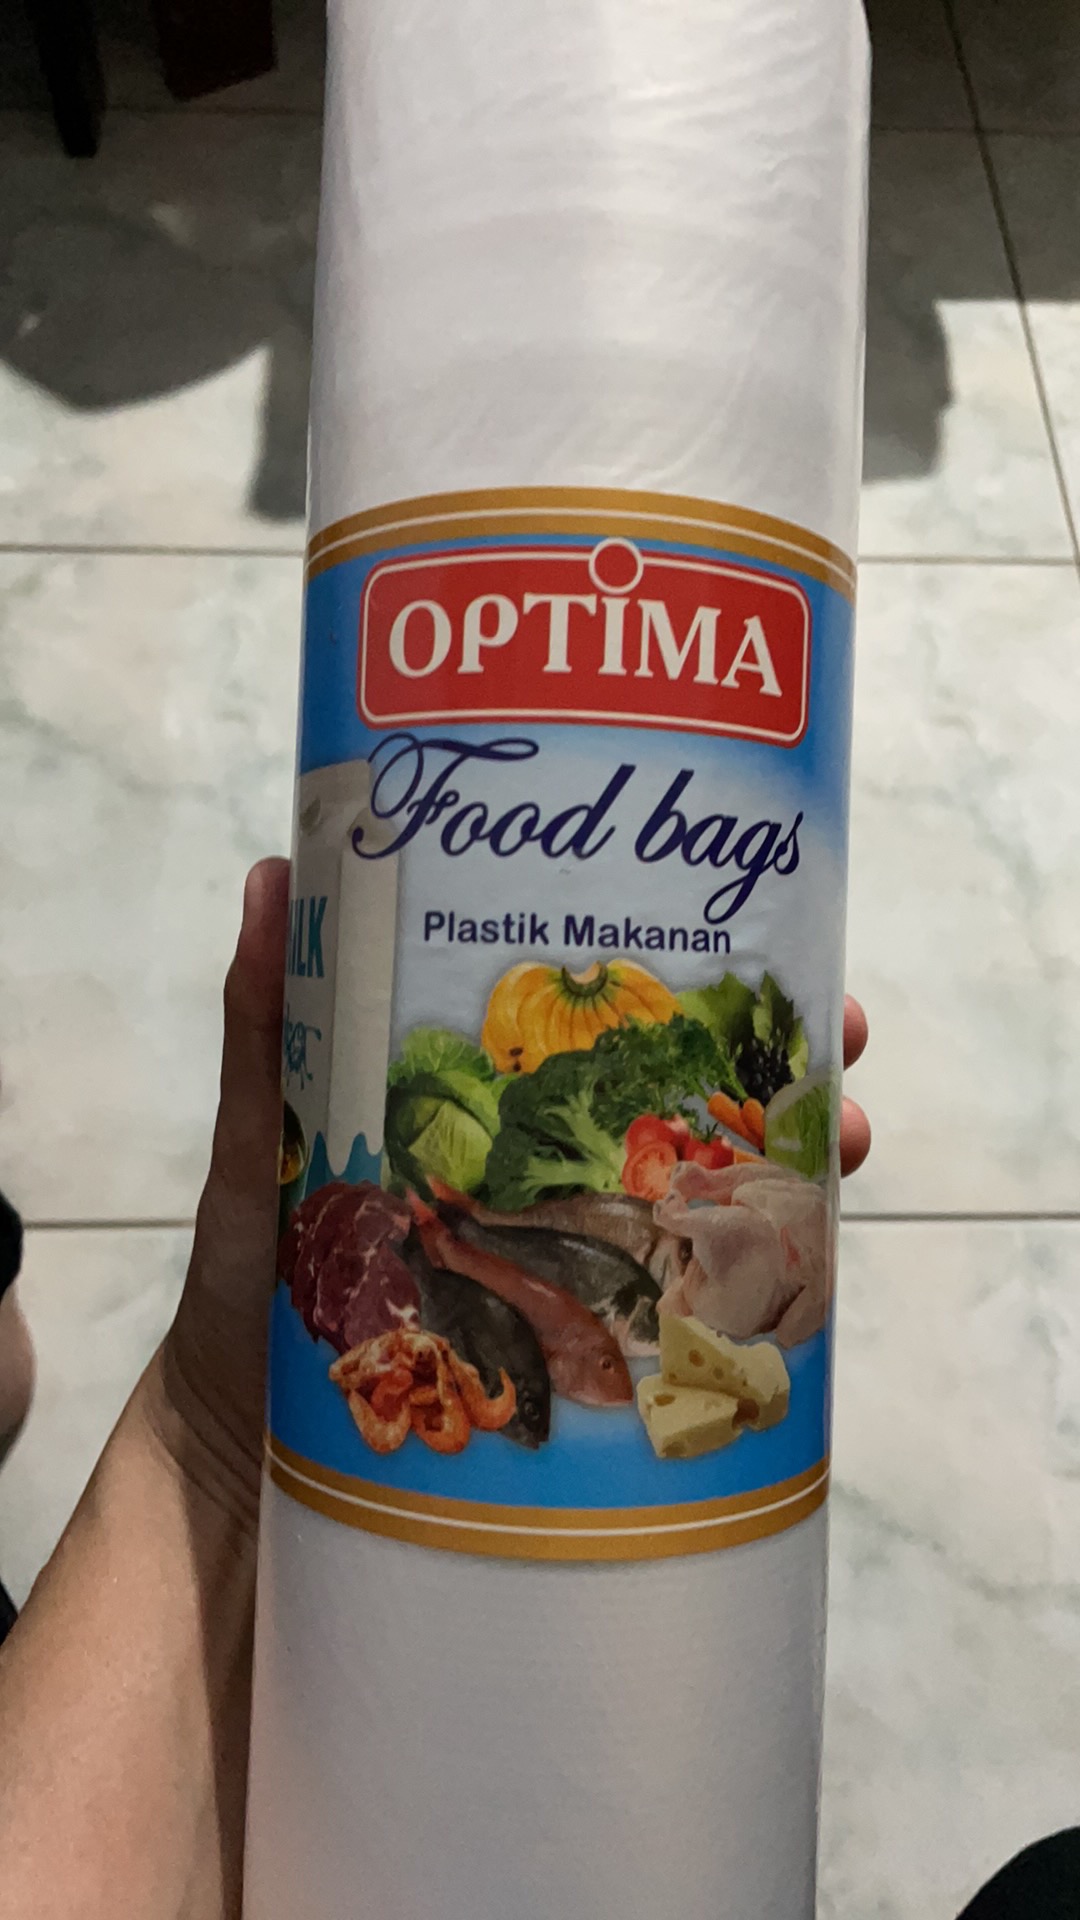 OPTIMA
Food bags
Plastik Makanan